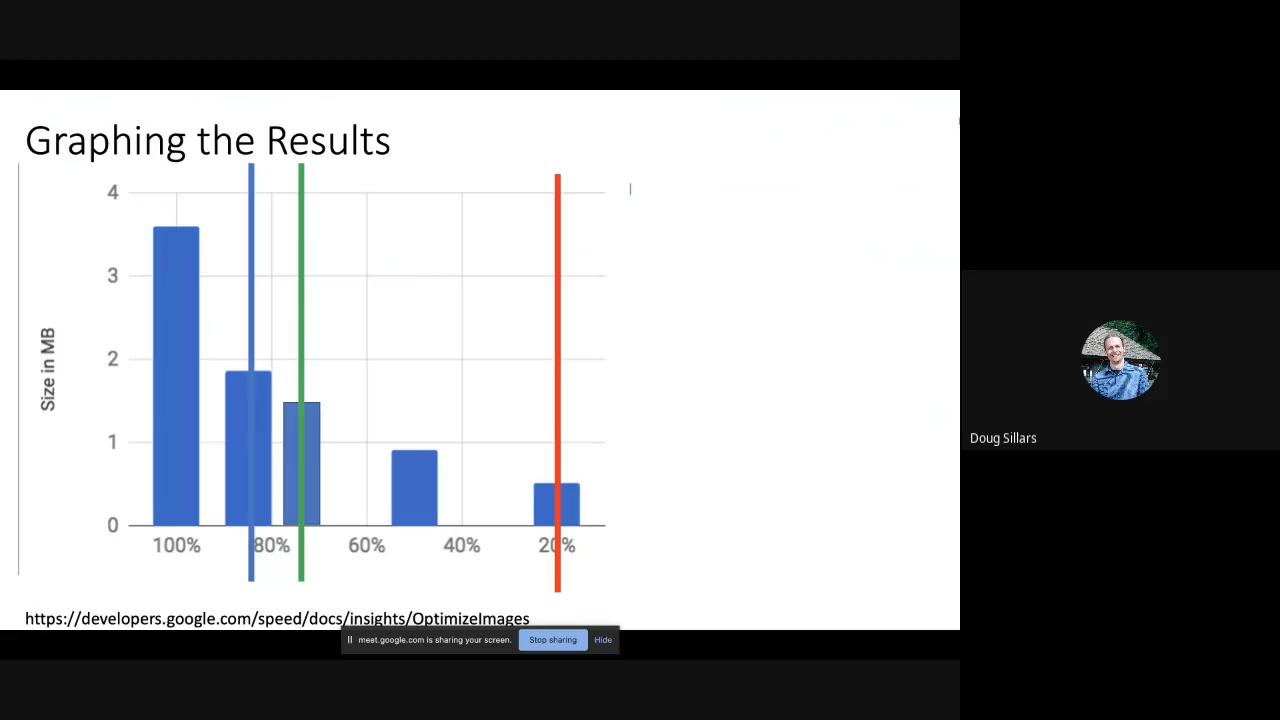 Graphing the Results
4
3
2
1
0
Size in MB
100% 80% 60% 40% 20%
https://developers.google.com/speed/docs/insights/OptimizeImages
meet.google.com is sharing your screen. Stop sharing Hide
Doug Sillars